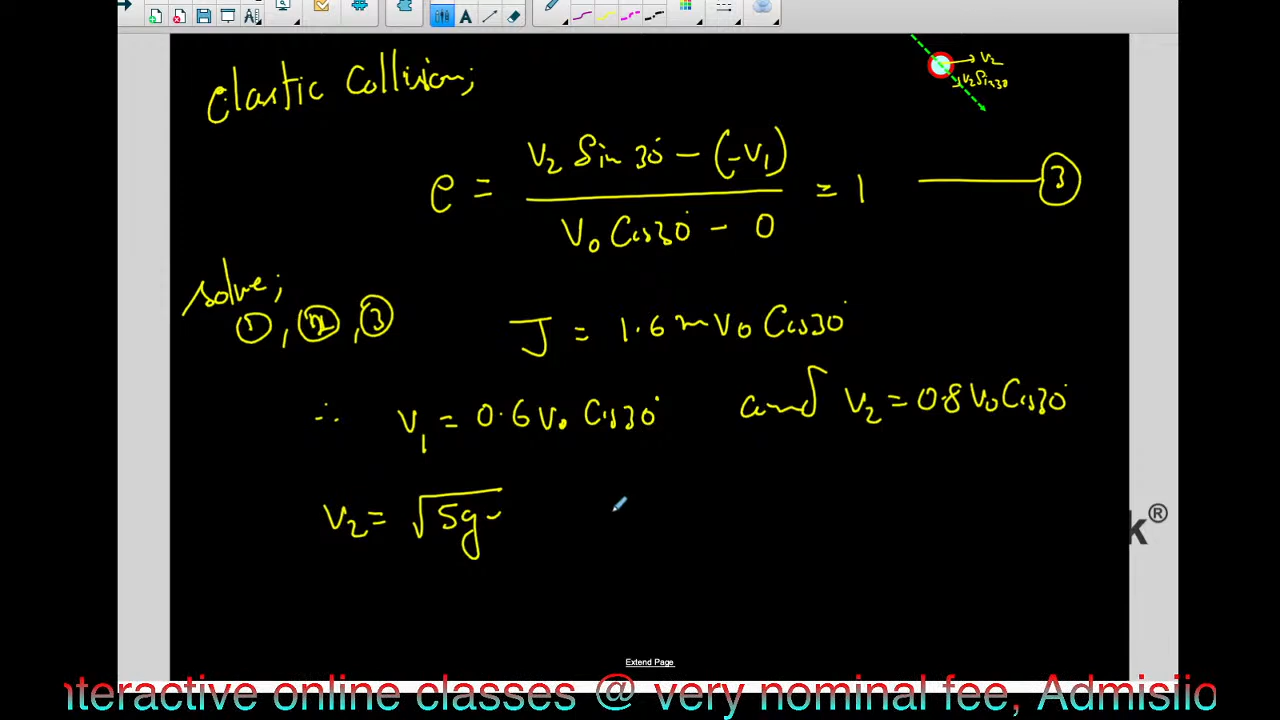 V2
V2 Sin30
Elastic Collision;
e = V2 Sin 30° - (-V1) / V0 Cos30° - 0 = 1 ③
Solve;
①, ②, ③ J = 1.6 m V0 Cos30°
∴ V1 = 0.6 V0 Cos30° and V2 = 0.8 V0 Cos30°
V2 = √5g
k®
Extend Page
nteractive online classes @ very nominal fee, Admisio